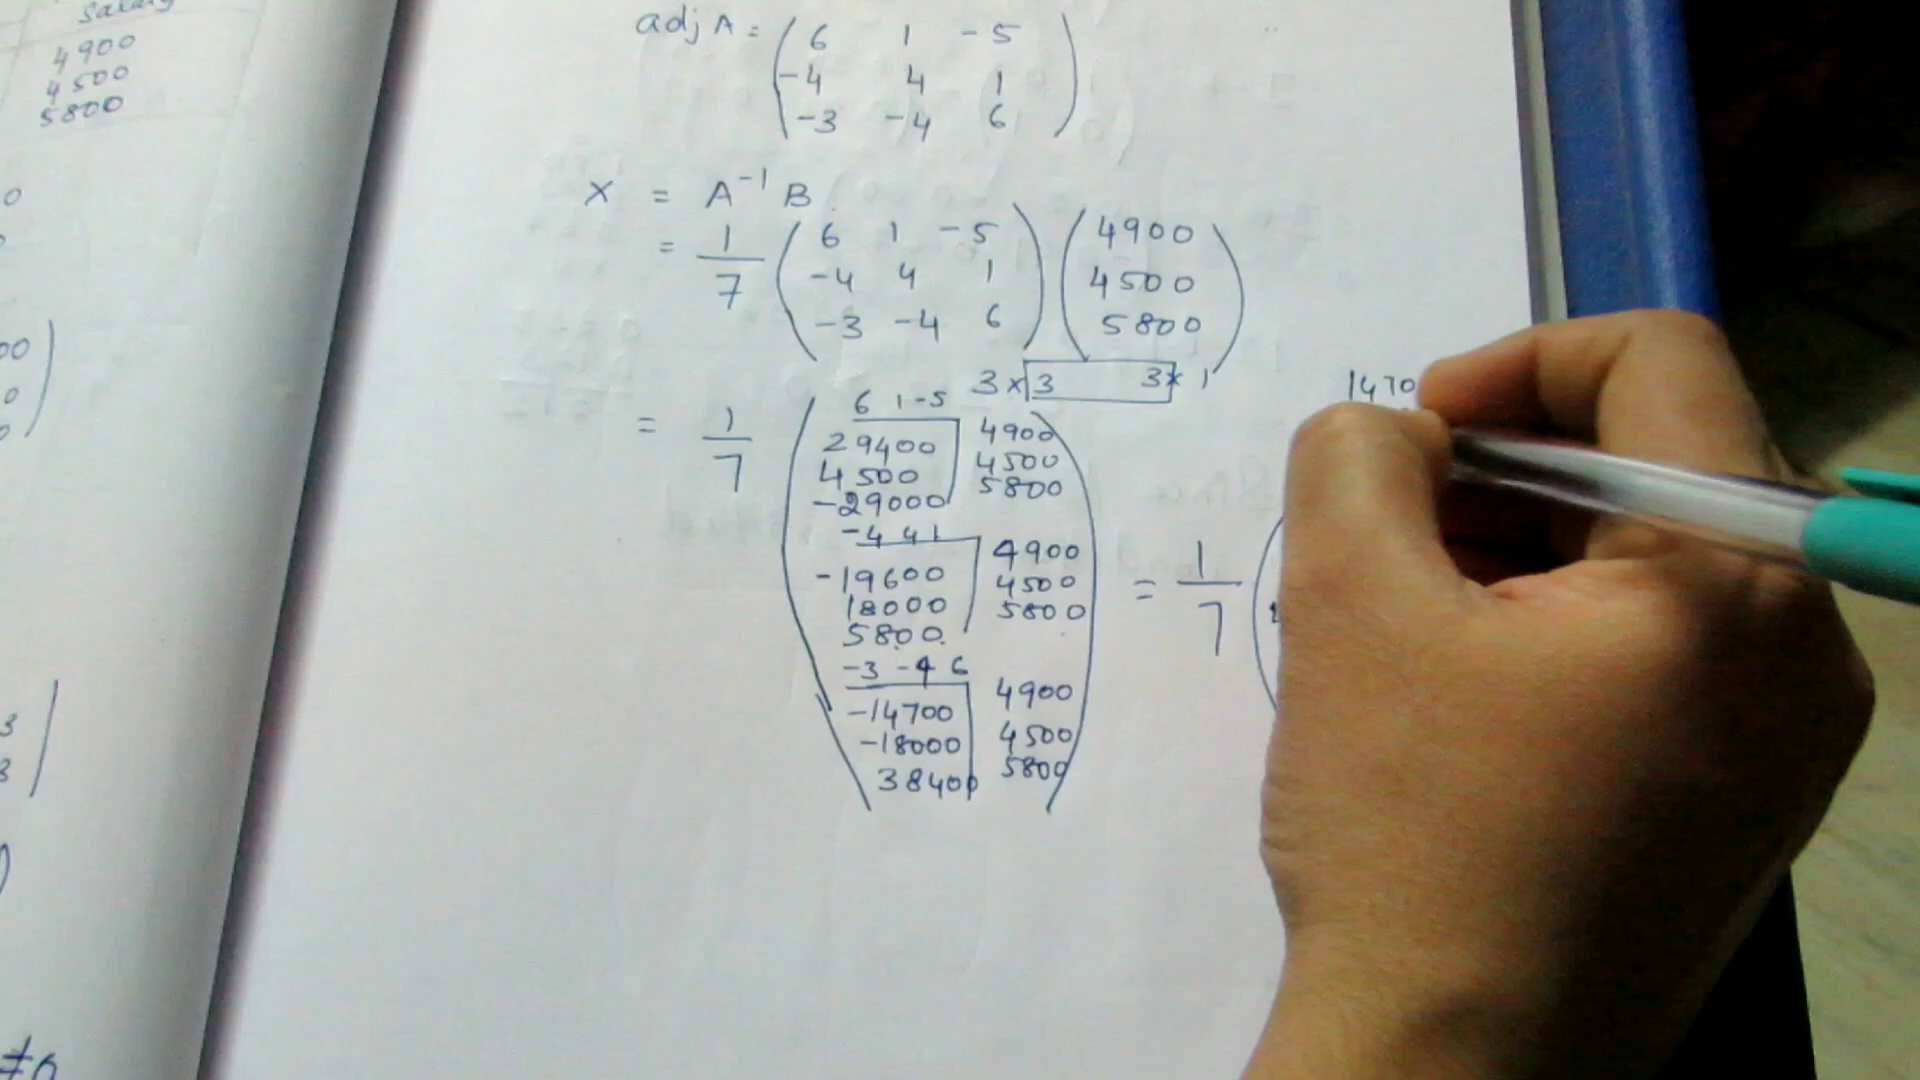 salary
4900
4500
5800
adj A = ( 6 1 -5
-4 4 1
-3 -4 6 )
X = A⁻¹ B
= 1/7 ( 6 1 -5
-4 4 1
-3 -4 6 ) ( 4900
4500
5800 )
3×3 3×1
= 1/7 ( 6 1 -5
29400 4900
4500 4500
-29000 5800
-4 4 1
-19600 4900
18000 4500
5800 5800
-3 -4 6
-14700 4900
-18000 4500
38400 5800 )
= 1/7 (
1470
≠0